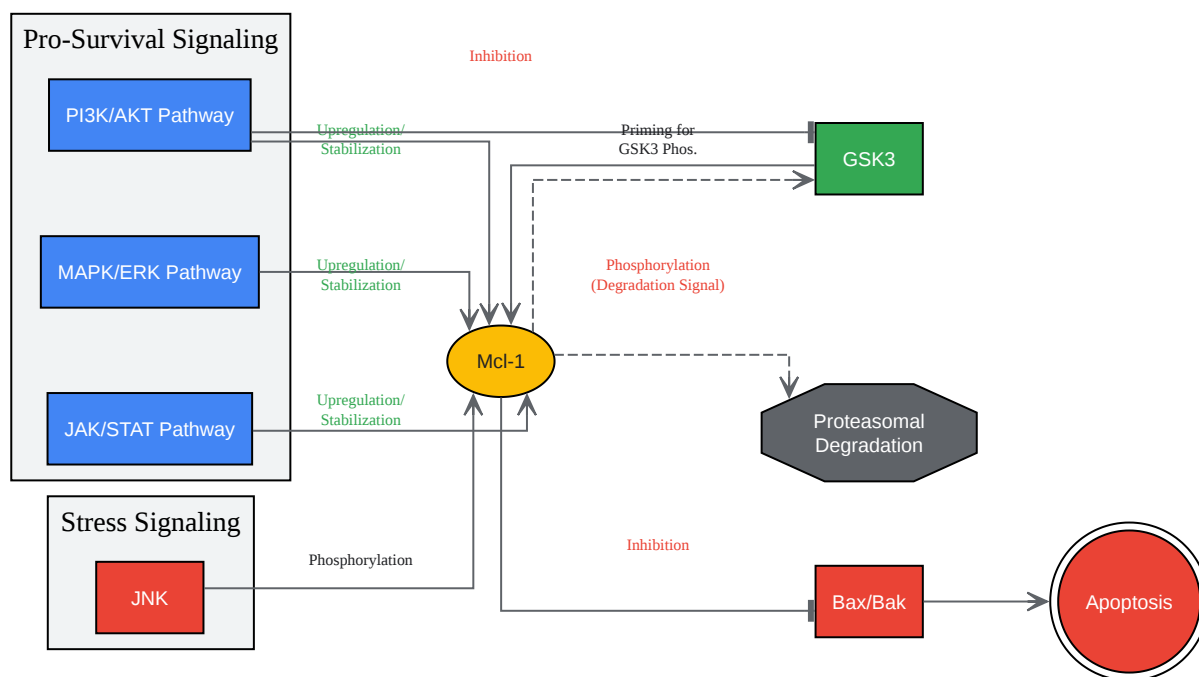 Pro-Survival Signaling
Inhibition
PI3K/AKT Pathway
Upregulation/
Stabilization
Priming for
GSK3 Phos.
GSK3
MAPK/ERK Pathway
Upregulation/
Stabilization
Phosphorylation
(Degradation Signal)
Mcl-1
JAK/STAT Pathway
Upregulation/
Stabilization
Proteasomal
Degradation
Stress Signaling
Phosphorylation
JNK
Inhibition
Bax/Bak
Apoptosis